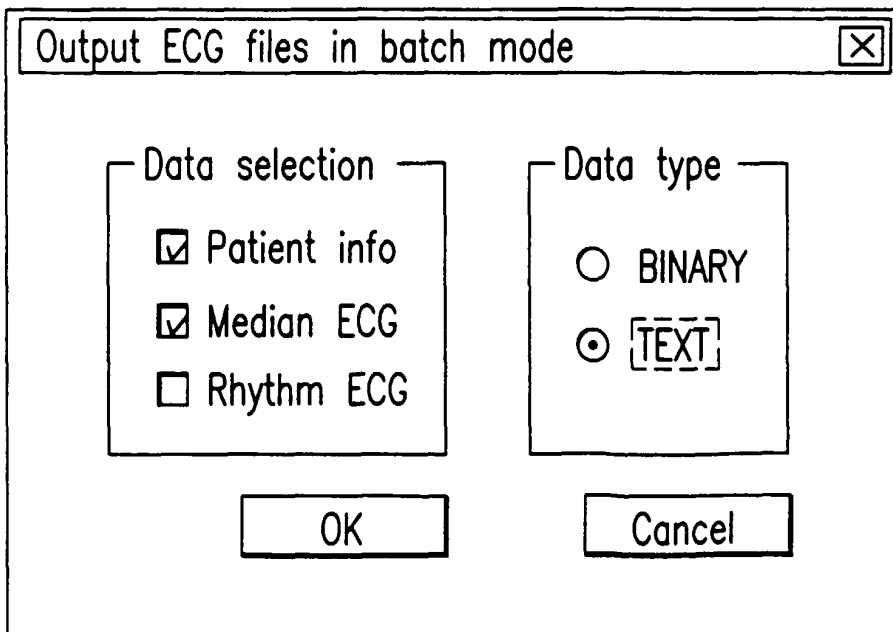 Output ECG files in batch mode
Data selection
Patient info
Median ECG
Rhythm ECG
Data type
BINARY
TEXT
OK
Cancel